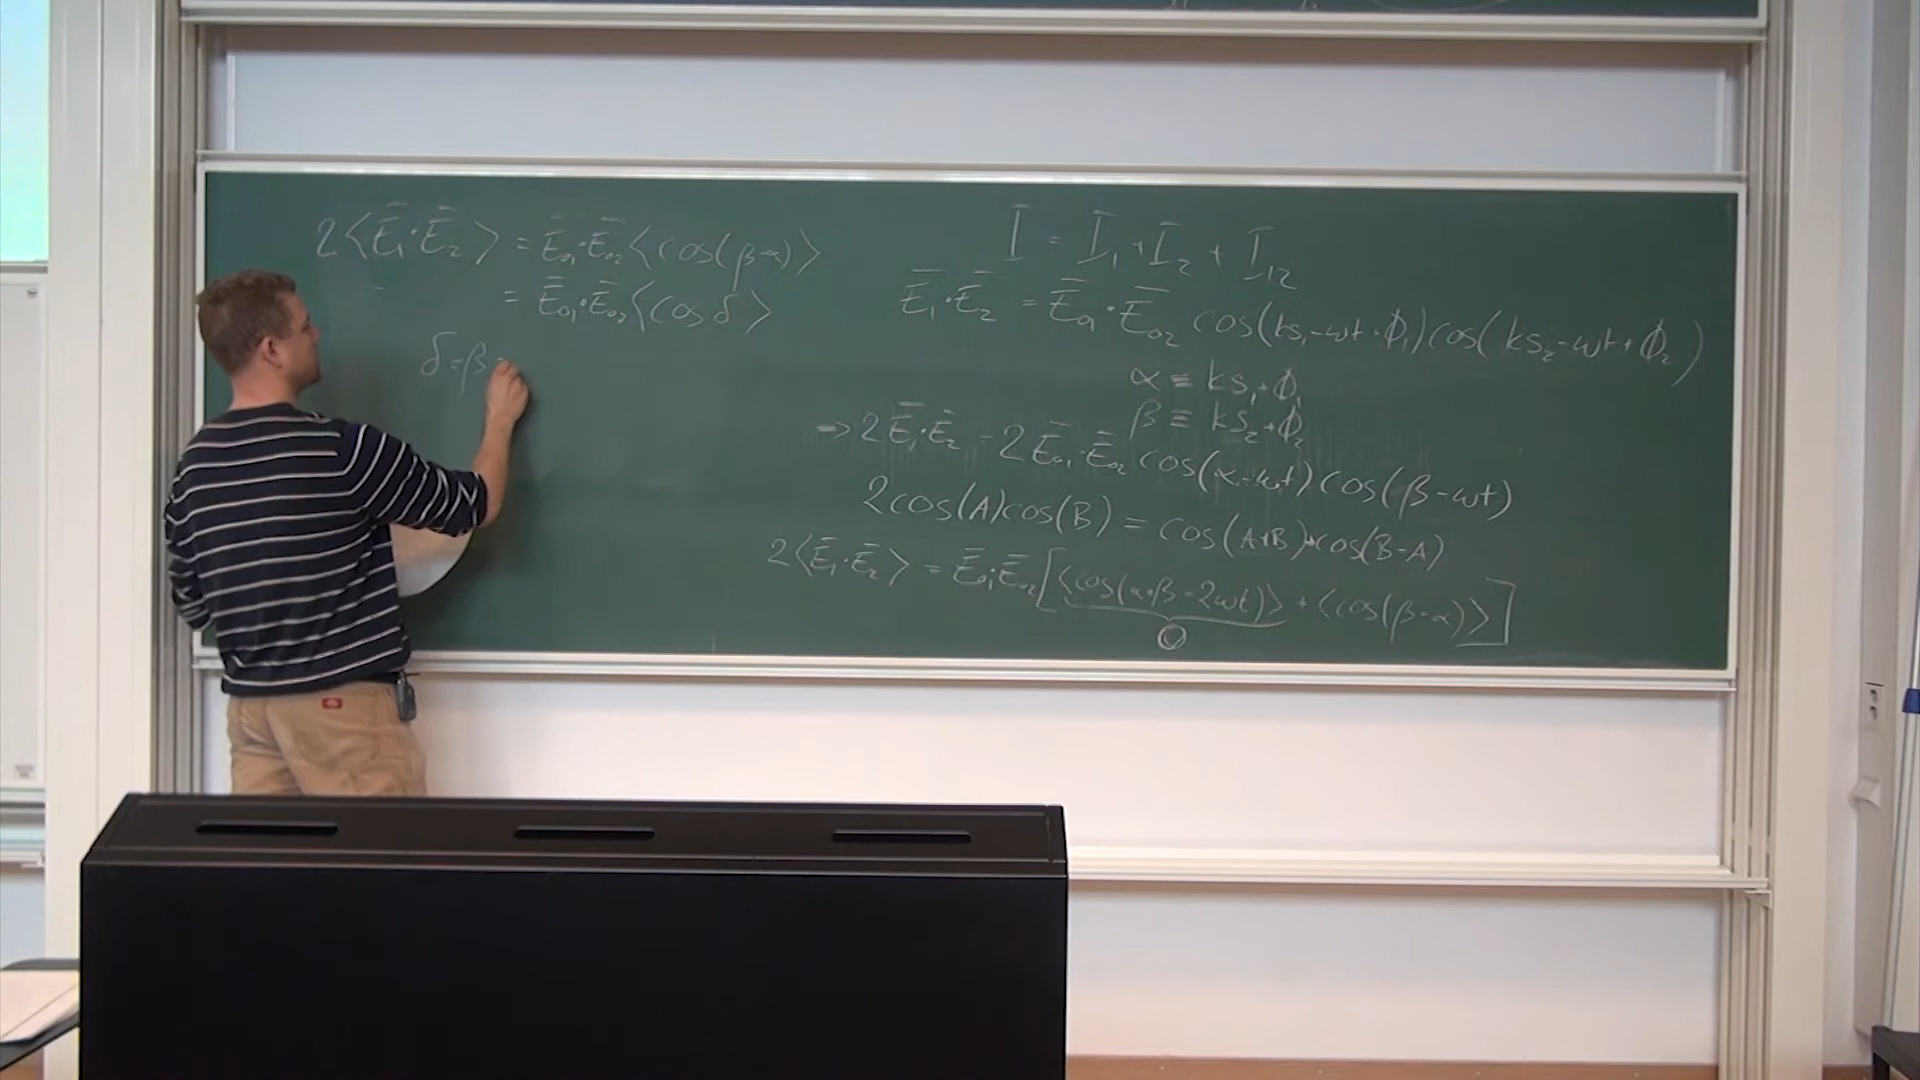 2⟨Ē₁·Ē₂⟩ = Ē₀₁·Ē₀₂⟨cos(β-α)⟩
= = Ē₀₁·Ē₀₂⟨cos δ⟩
δ = β -
I = I₁ + I₂ + I₁₂
Ē₁·Ē₂ = Ē₀₁·Ē₀₂ cos(ks₁-ωt+Φ₁)cos(ks₂-ωt+Φ₂)
α ≡ ks₁+Φ₁
β ≡ ks₂+Φ₂
⇒ 2Ē₁·Ē₂ = 2Ē₀₁·Ē₀₂ cos(α-ωt)cos(β-ωt)
2cos(A)cos(B) = cos(A+B)+cos(B-A)
2⟨Ē₁·Ē₂⟩ = Ē₀₁·Ē₀₂[⟨cos(α+β-2ωt)⟩ + ⟨cos(β-α)⟩]
0